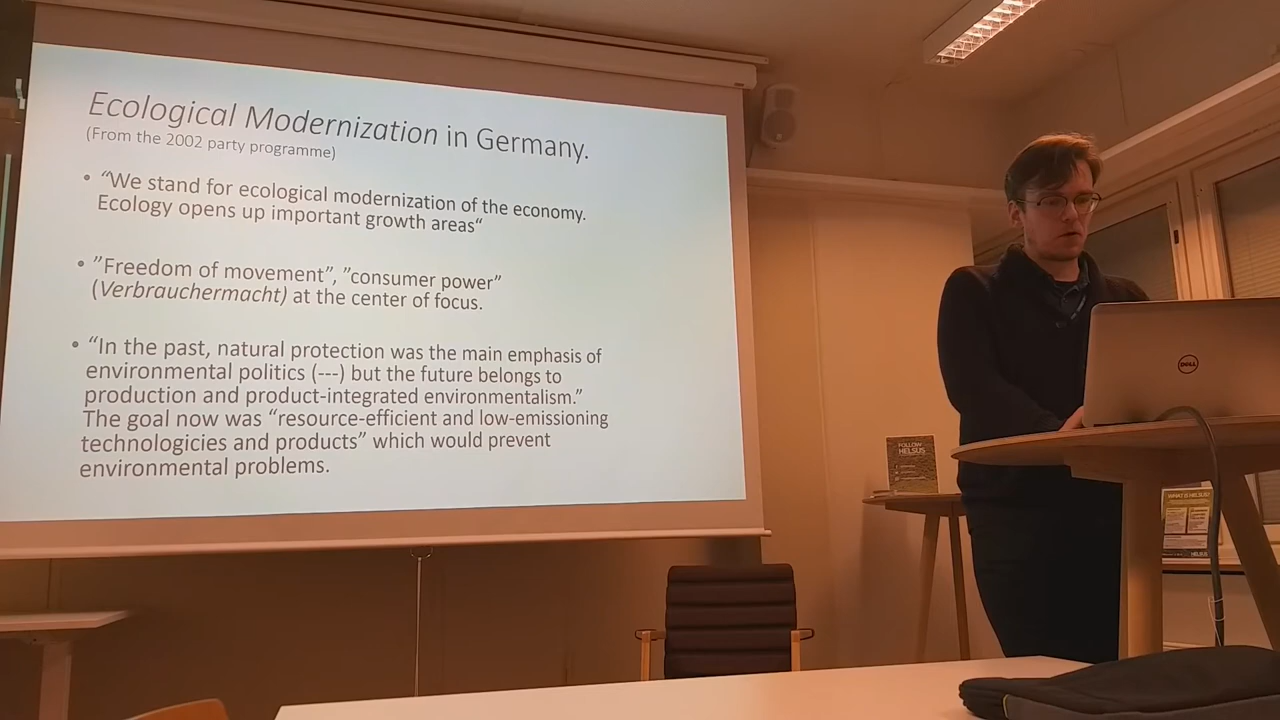 Ecological Modernization in Germany.
(From the 2002 party programme)
• “We stand for ecological modernization of the economy.
Ecology opens up important growth areas“
• ”Freedom of movement”, ”consumer power”
(Verbrauchermacht) at the center of focus.
• “In the past, natural protection was the main emphasis of
environmental politics (---) but the future belongs to
production and product-integrated environmentalism.”
The goal now was “resource-efficient and low-emissioning
technologicies and products” which would prevent
environmental problems.
DELL
FOLLOW
HELSUS
WHAT IS HELSUS?
HELSUS